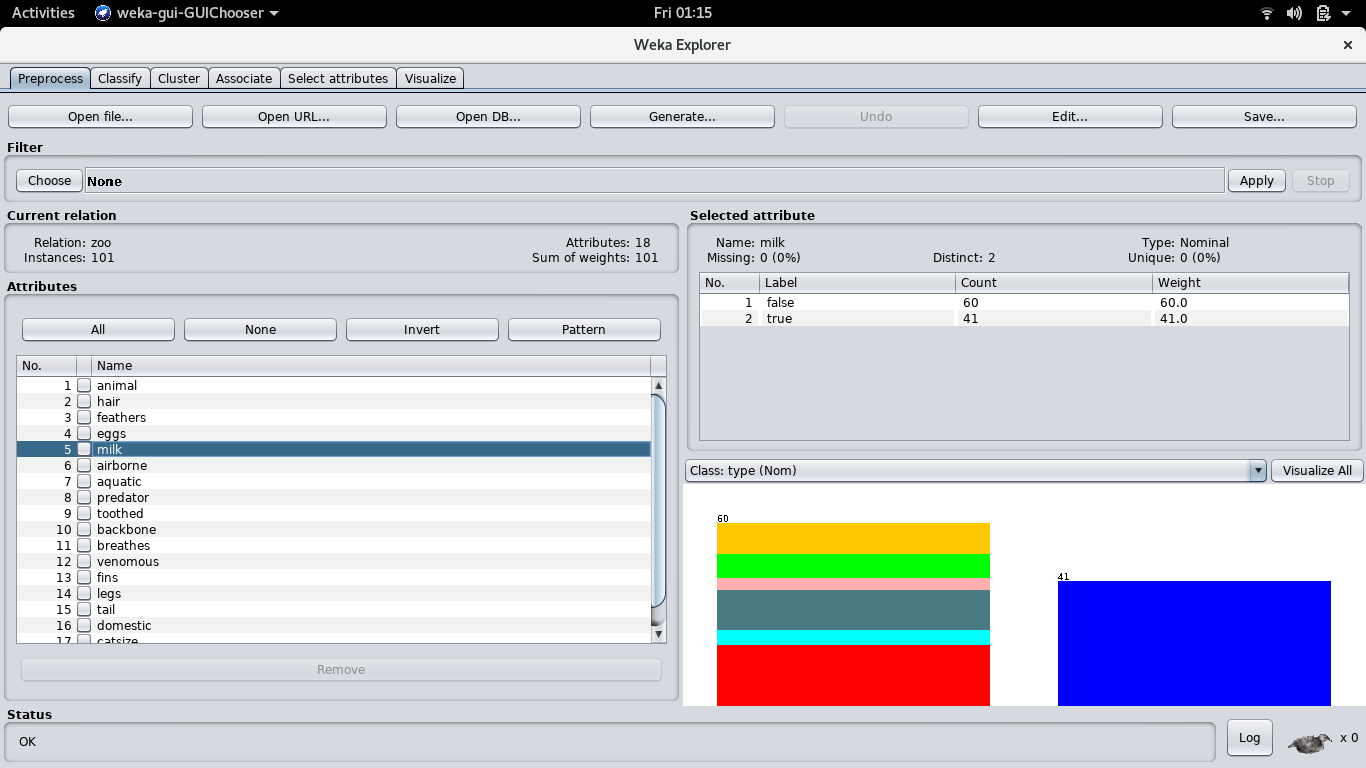 Activities weka-gui-GUIChooser Fri 01:15
Weka Explorer
Preprocess Classify Cluster Associate Select attributes Visualize
Open file... Open URL... Open DB... Generate... Undo Edit... Save...
Filter
Choose None Apply Stop
Current relation
Relation: zoo Attributes: 18
Instances: 101 Sum of weights: 101
Attributes
All None Invert Pattern
No. Name
1 animal
2 hair
3 feathers
4 eggs
5 milk
6 airborne
7 aquatic
8 predator
9 toothed
10 backbone
11 breathes
12 venomous
13 fins
14 legs
15 tail
16 domestic
17 catsize
Remove
Selected attribute
Name: milk Type: Nominal
Missing: 0 (0%) Distinct: 2 Unique: 0 (0%)
No. Label Count Weight
1 false 60 60.0
2 true 41 41.0
Class: type (Nom) Visualize All
60
41
Status
OK Log x 0